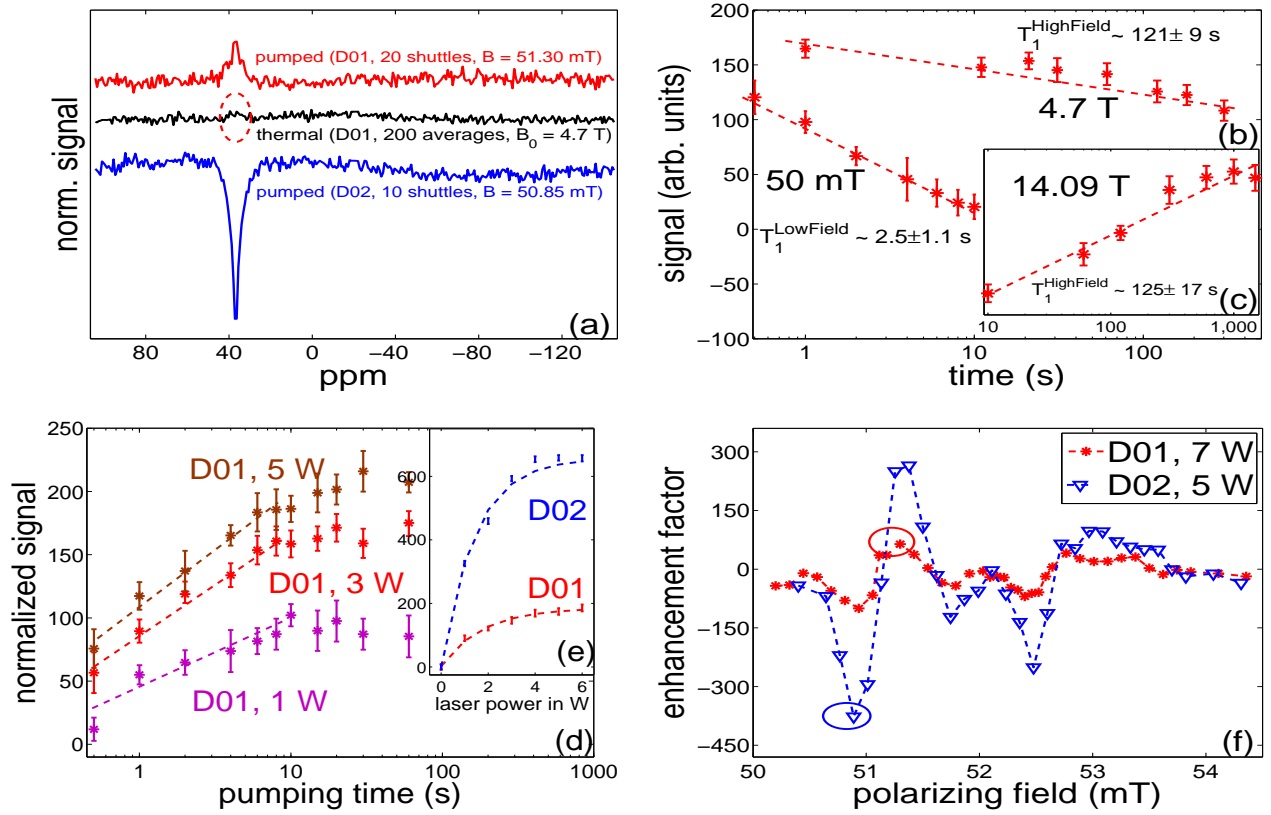 pumped (D01, 20 shuttles, B = 51.30 mT)
thermal (D01, 200 averages, B0 = 4.7 T)
pumped (D02, 10 shuttles, B = 50.85 mT)
norm. signal
(a)
80 40 0 −40 −80 −120
ppm
200
150
100
50
0
−50
−100
signal (arb. units)
T1HighField ~ 121± 9 s
4.7 T
(b)
50 mT
T1LowField ~ 2.5±1.1 s
14.09 T
T1HighField ~ 125± 17 s
(c)
10 100 1,000
1 10 100
time (s)
250
200
150
100
50
0
normalized signal
D01, 5 W
D01, 3 W
D01, 1 W
600
400
200
0
D02
D01
(e)
0 2 4 6
laser power in W
(d)
1 10 100 1000
pumping time (s)
300
150
0
−150
−300
−450
enhancement factor
D01, 7 W
D02, 5 W
(f)
50 51 52 53 54
polarizing field (mT)